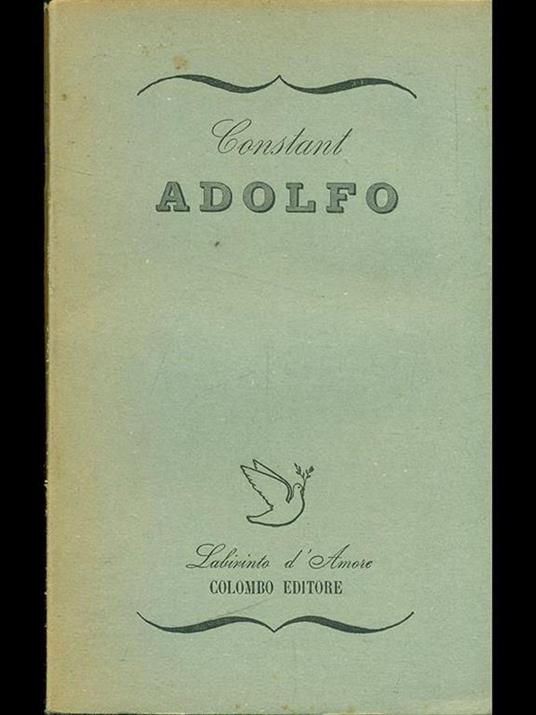 Constant
ADOLFO
Labirinto d'Amore
COLOMBO EDITORE